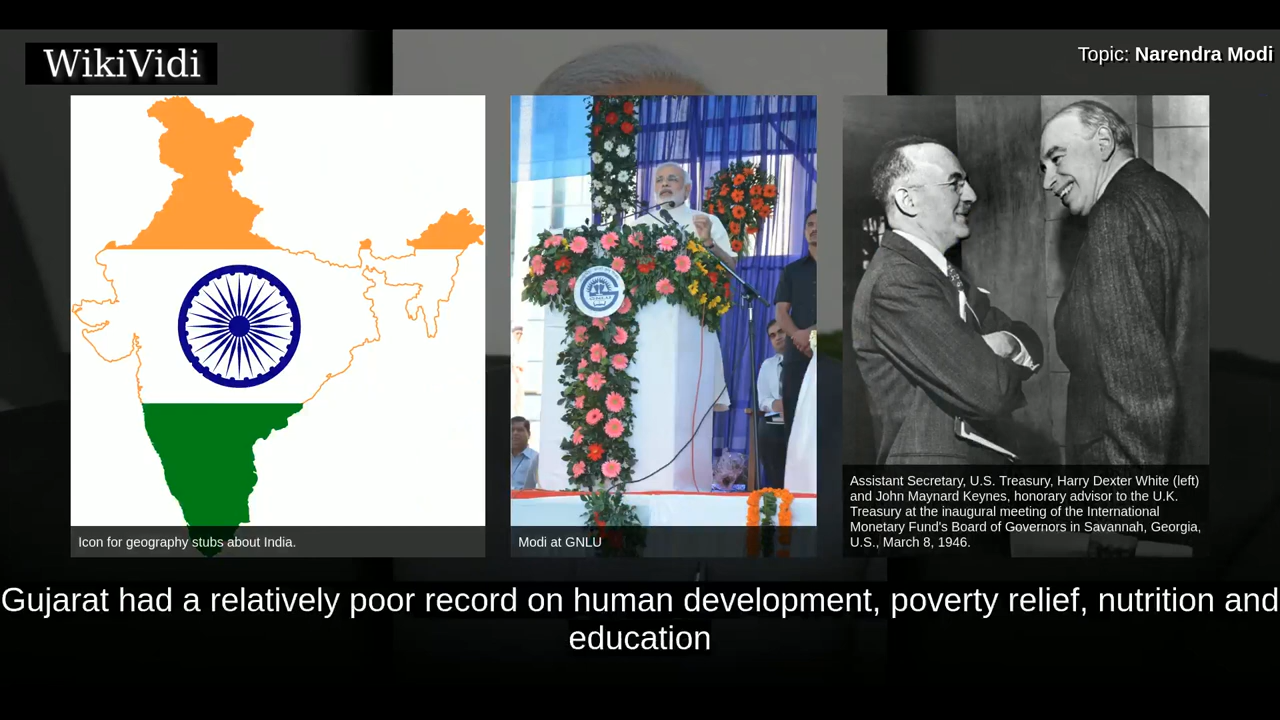 WikiVidi
Topic: Narendra Modi
Icon for geography stubs about India.
Modi at GNLU
Assistant Secretary, U.S. Treasury, Harry Dexter White (left)
and John Maynard Keynes, honorary advisor to the U.K.
Treasury at the inaugural meeting of the International
Monetary Fund's Board of Governors in Savannah, Georgia,
U.S., March 8, 1946.
Gujarat had a relatively poor record on human development, poverty relief, nutrition and
education